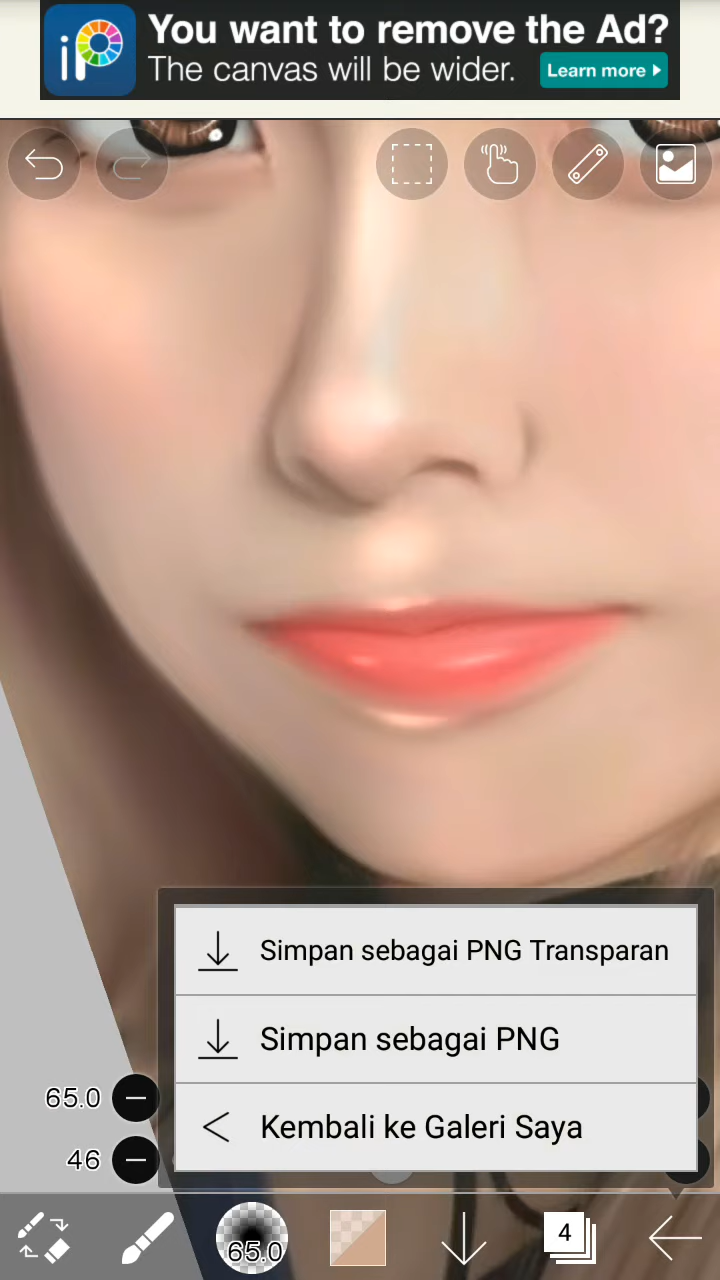 iP
You want to remove the Ad?
The canvas will be wider.
Learn more
Simpan sebagai PNG Transparan
Simpan sebagai PNG
65.0
Kembali ke Galeri Saya
46
65.0
4